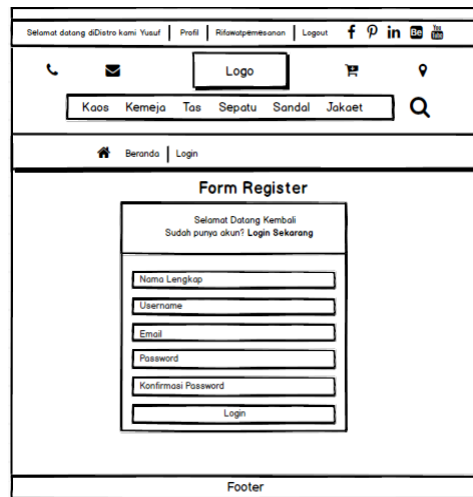 Selamat datang diDistro kami Yusuf Profil Rifawatpemesanan Logout
Logo
Kaos Kemeja Tas Sepatu Sandal Jakaet
Beranda Login
Form Register
Selamat Datang Kembali
Sudah punya akun? Login Sekarang
Nama Lengkap
Username
Email
Password
Konfirmasi Password
Login
Footer